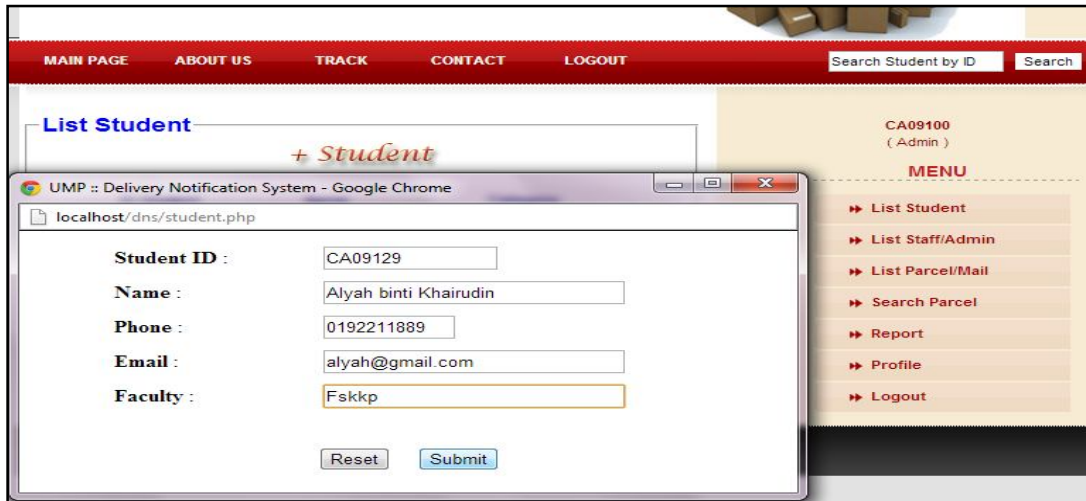 MAIN PAGE ABOUT US TRACK CONTACT LOGOUT Search Student by ID Search
List Student
+ Student
CA09100
( Admin )
MENU
List Student
List Staff/Admin
List Parcel/Mail
Search Parcel
Report
Profile
Logout
UMP :: Delivery Notification System - Google Chrome
localhost/dns/student.php
Student ID : CA09129
Name : Alyah binti Khairudin
Phone : 0192211889
Email : alyah@gmail.com
Faculty : Fskkp
Reset Submit